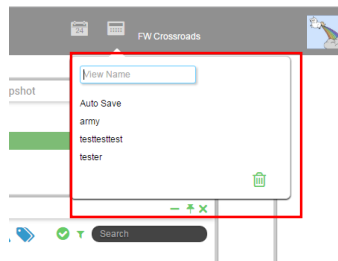 24
FW Crossroads
View Name
pshot
Auto Save
army
testtesttest
tester
Search